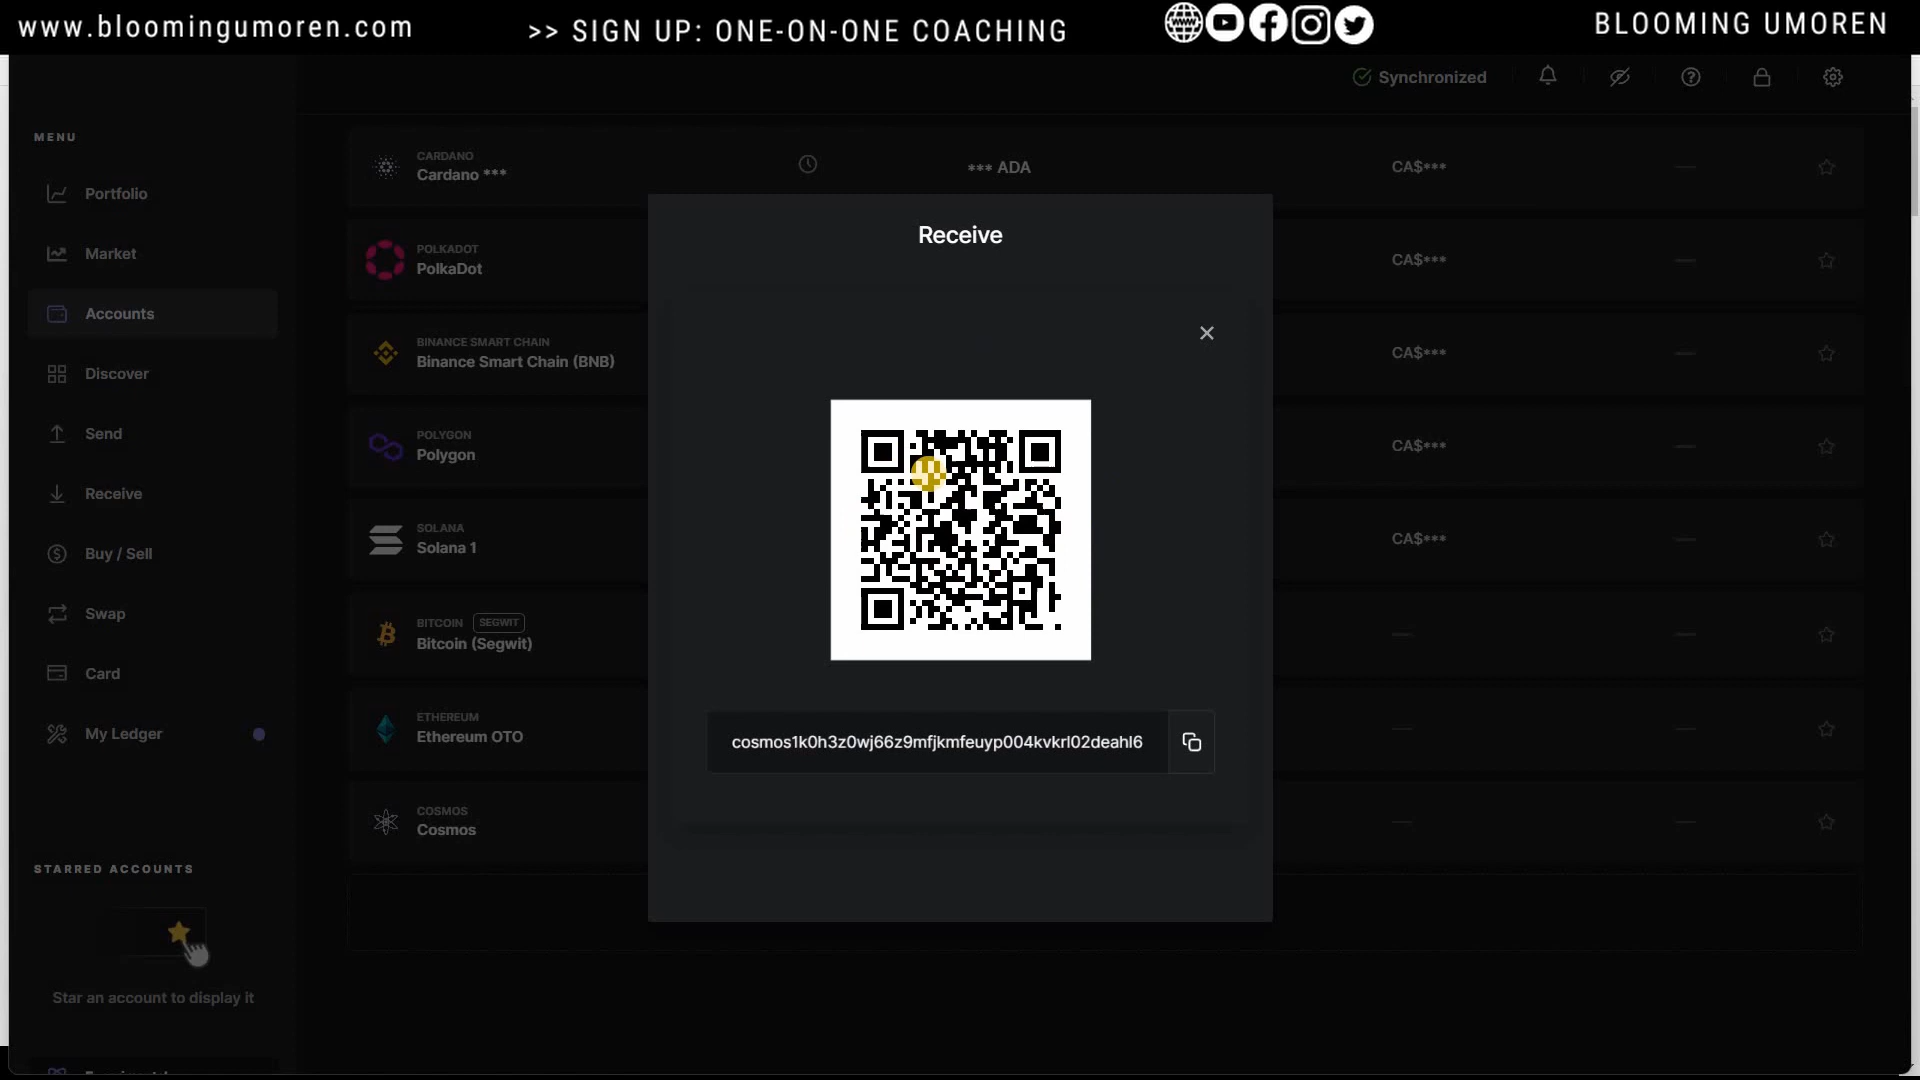 www.bloomingumoren.com
>> SIGN UP: ONE-ON-ONE COACHING
BLOOMING UMOREN
Synchronized
MENU
Portfolio
Market
Accounts
Discover
Send
Receive
Buy / Sell
Swap
Card
My Ledger
STARRED ACCOUNTS
Star an account to display it
CARDANO
Cardano ***
*** ADA
CA$***
POLKADOT
PolkaDot
CA$***
BINANCE SMART CHAIN
Binance Smart Chain (BNB)
CA$***
POLYGON
Polygon
CA$***
SOLANA
Solana 1
CA$***
BITCOIN SEGWIT
Bitcoin (Segwit)
ETHEREUM
Ethereum OTO
COSMOS
Cosmos
Receive
cosmos1k0h3z0wj66z9mfjkmfeuyp004kvkrl02deahl6